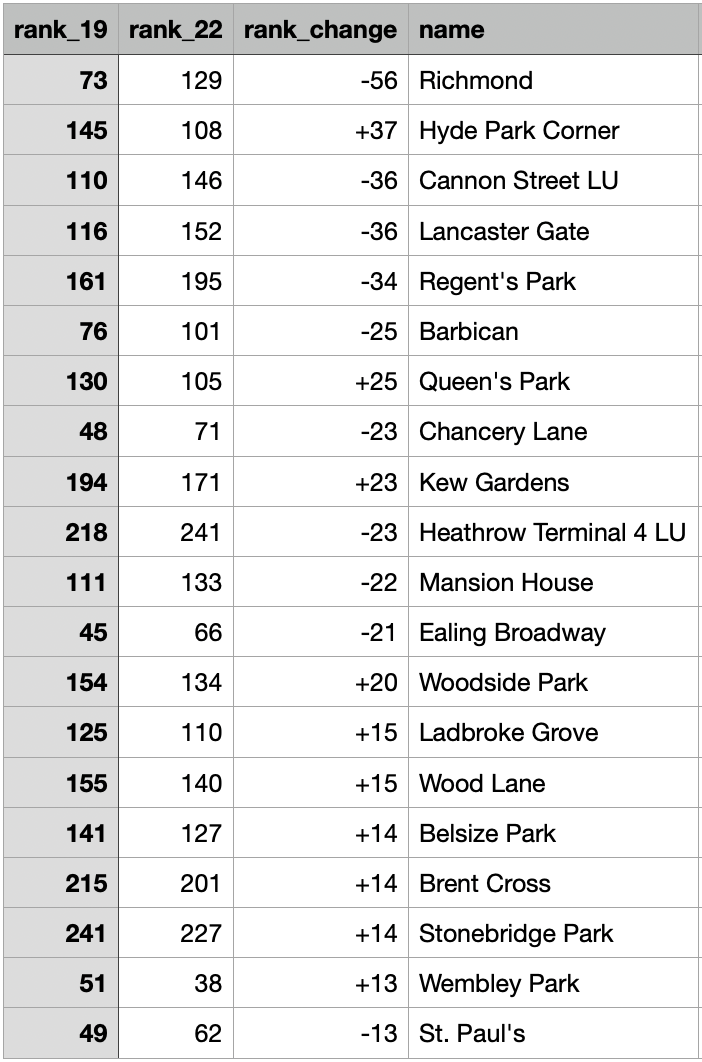 rank_19 rank_22 rank_change name
73 129 -56 Richmond
145 108 +37 Hyde Park Corner
110 146 -36 Cannon Street LU
116 152 -36 Lancaster Gate
161 195 -34 Regent's Park
76 101 -25 Barbican
130 105 +25 Queen's Park
48 71 -23 Chancery Lane
194 171 +23 Kew Gardens
218 241 -23 Heathrow Terminal 4 LU
111 133 -22 Mansion House
45 66 -21 Ealing Broadway
154 134 +20 Woodside Park
125 110 +15 Ladbroke Grove
155 140 +15 Wood Lane
141 127 +14 Belsize Park
215 201 +14 Brent Cross
241 227 +14 Stonebridge Park
51 38 +13 Wembley Park
49 62 -13 St. Paul's